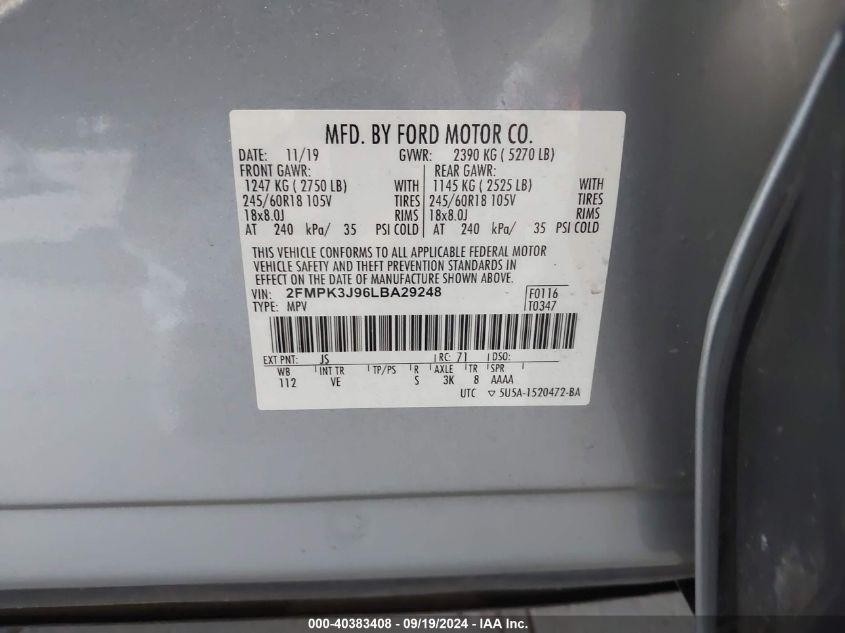 MFD. BY FORD MOTOR CO.
DATE: 11/19 GVWR: 2390 KG ( 5270 LB)
FRONT GAWR: REAR GAWR:
1247 KG ( 2750 LB) WITH 1145 KG ( 2525 LB) WITH
245/60R18 105V TIRES 245/60R18 105V TIRES
18x8.0J RIMS 18x8.0J RIMS
AT 240 kPa/ 35 PSI COLD AT 240 kPa/ 35 PSI COLD
THIS VEHICLE CONFORMS TO ALL APPLICABLE FEDERAL MOTOR
VEHICLE SAFETY AND THEFT PREVENTION STANDARDS IN
EFFECT ON THE DATE OF MANUFACTURE SHOWN ABOVE.
VIN: 2FMPK3J96LBA29248 F0116
TYPE: MPV T0347
EXT PNT: JS RC: 71 DSO:
WB INT TR TP/PS R AXLE TR SPR
112 VE S 3K 8 AAAA
UTC ▽ 5U5A-1520472-BA
000-40383408 - 09/19/2024 - IAA Inc.